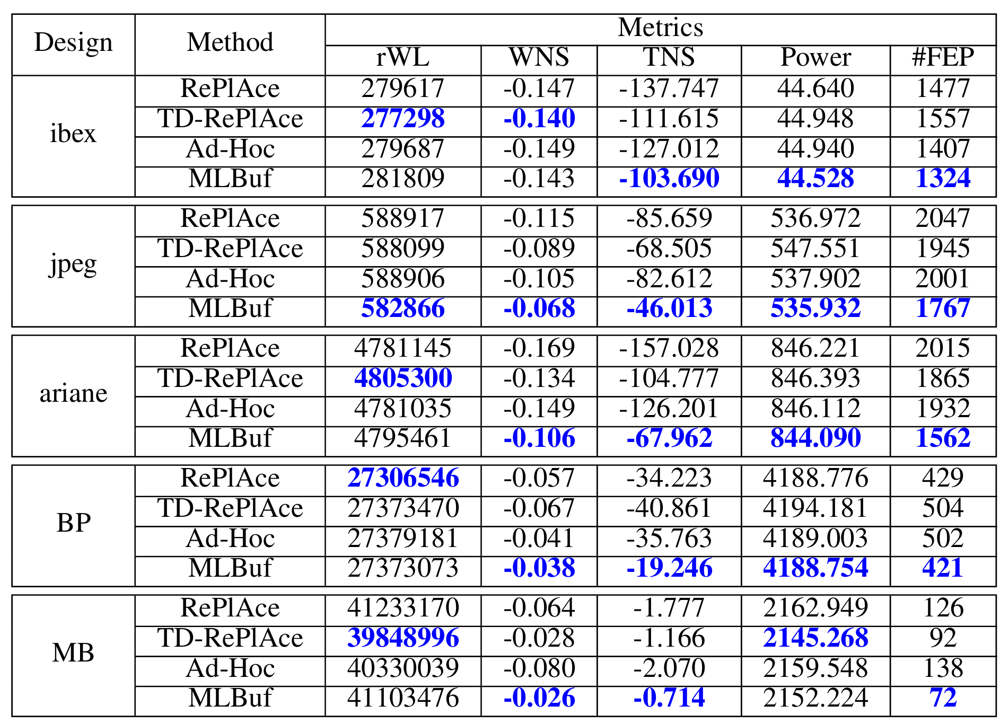 Design Method Metrics
rWL WNS TNS Power #FEP
ibex
RePlAce 279617 -0.147 -137.747 44.640 1477
TD-RePlAce 277298 -0.140 -111.615 44.948 1557
Ad-Hoc 279687 -0.149 -127.012 44.940 1407
MLBuf 281809 -0.143 -103.690 44.528 1324
jpeg
RePlAce 588917 -0.115 -85.659 536.972 2047
TD-RePlAce 588099 -0.089 -68.505 547.551 1945
Ad-Hoc 588906 -0.105 -82.612 537.902 2001
MLBuf 582866 -0.068 -46.013 535.932 1767
ariane
RePlAce 4781145 -0.169 -157.028 846.221 2015
TD-RePlAce 4805300 -0.134 -104.777 846.393 1865
Ad-Hoc 4781035 -0.149 -126.201 846.112 1932
MLBuf 4795461 -0.106 -67.962 844.090 1562
BP
RePlAce 27306546 -0.057 -34.223 4188.776 429
TD-RePlAce 27373470 -0.067 -40.861 4194.181 504
Ad-Hoc 27379181 -0.041 -35.763 4189.003 502
MLBuf 27373073 -0.038 -19.246 4188.754 421
MB
RePlAce 41233170 -0.064 -1.777 2162.949 126
TD-RePlAce 39848996 -0.028 -1.166 2145.268 92
Ad-Hoc 40330039 -0.080 -2.070 2159.548 138
MLBuf 41103476 -0.026 -0.714 2152.224 72